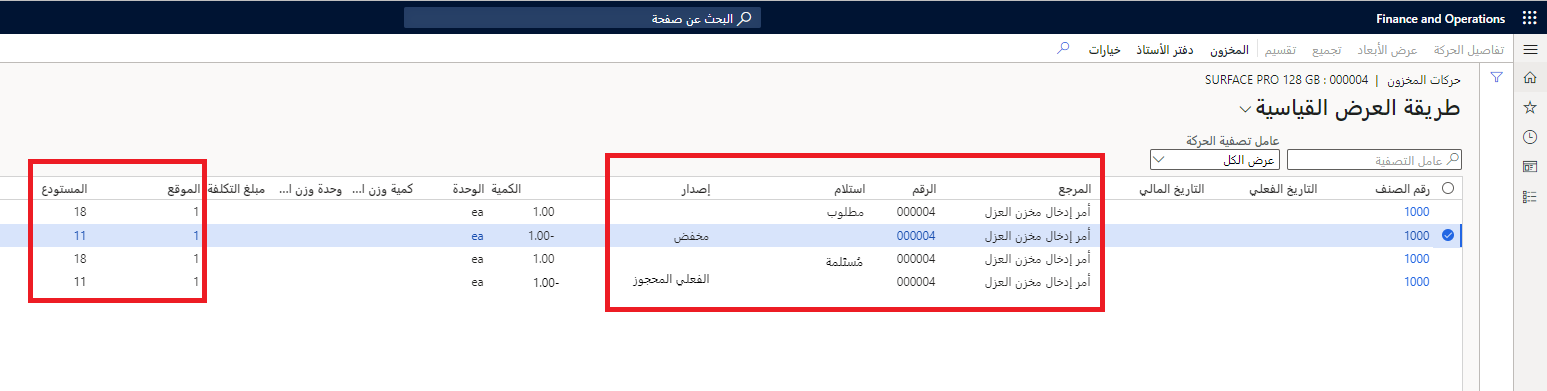 Finance and Operations البحث عن صفحة
تفاصيل الحركة عرض الأبعاد تجميع تقسيم المخزون دفتر الأستاذ خيارات
حركات المخزون | SURFACE PRO 128 GB : 000004
طريقة العرض القياسية
عامل تصفية الحركة
عامل التصفية عرض الكل
رقم الصنف التاريخ الفعلي التاريخ المالي المرجع الرقم استلام إصدار الكمية الوحدة كمية وزن ا... وحدة وزن ا... مبلغ التكلفة الموقع المستودع
1000 أمر إدخال مخزن العزل 000004 مطلوب 1.00 ea 1 18
1000 أمر إدخال مخزن العزل 000004 مخفض -1.00 ea 1 11
1000 أمر إدخال مخزن العزل 000004 مُستَلمة 1.00 ea 1 18
1000 أمر إدخال مخزن العزل 000004 الفعلي المحجوز -1.00 ea 1 11